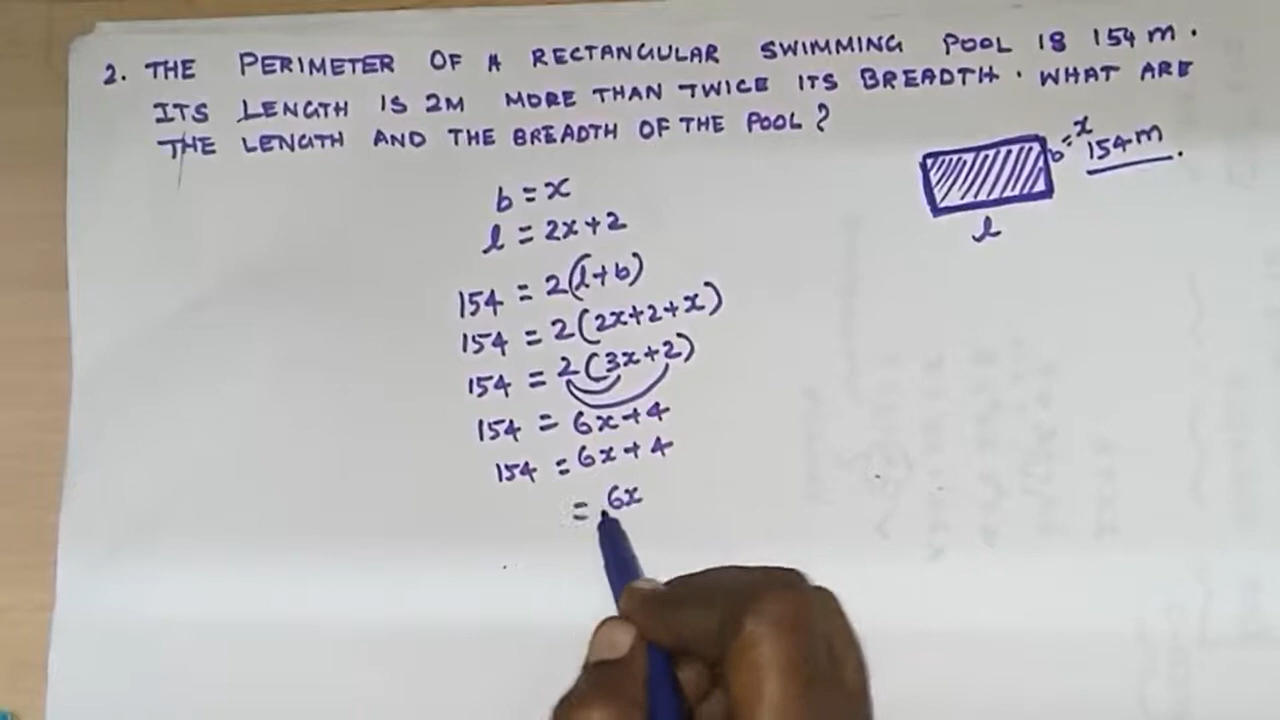 2. THE PERIMETER OF A RECTANGULAR SWIMMING POOL IS 154 m.
ITS LENGTH IS 2M MORE THAN TWICE ITS BREADTH. WHAT ARE
THE LENGTH AND THE BREADTH OF THE POOL?
b = x
154 m.
l
b = x
l = 2x+2
154 = 2(l+b)
154 = 2(2x+2+x)
154 = 2(3x+2)
154 = 6x+4
154 = 6x+4
= 6x